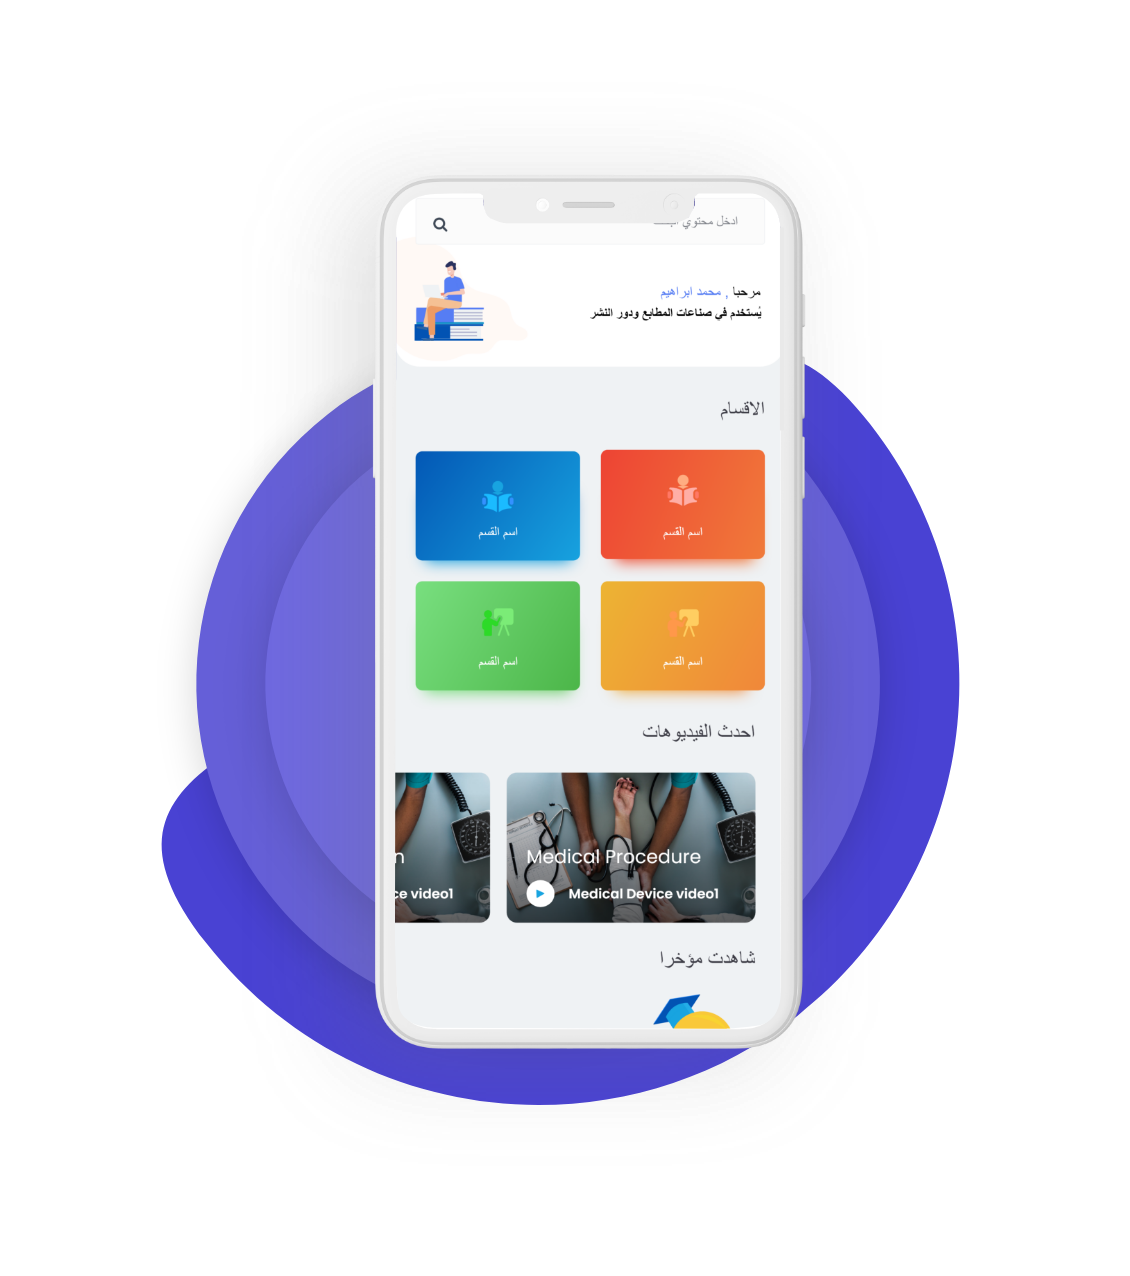 ادخل محتوي
مرحبا , محمد ابراهيم
يُستخدم في صناعات المطابع ودور النشر
الاقسام
اسم القسم
اسم القسم
اسم القسم
اسم القسم
احدث الفيديوهات
Medical Procedure
Medical Device video1
n
ce video1
شاهدت مؤخرا